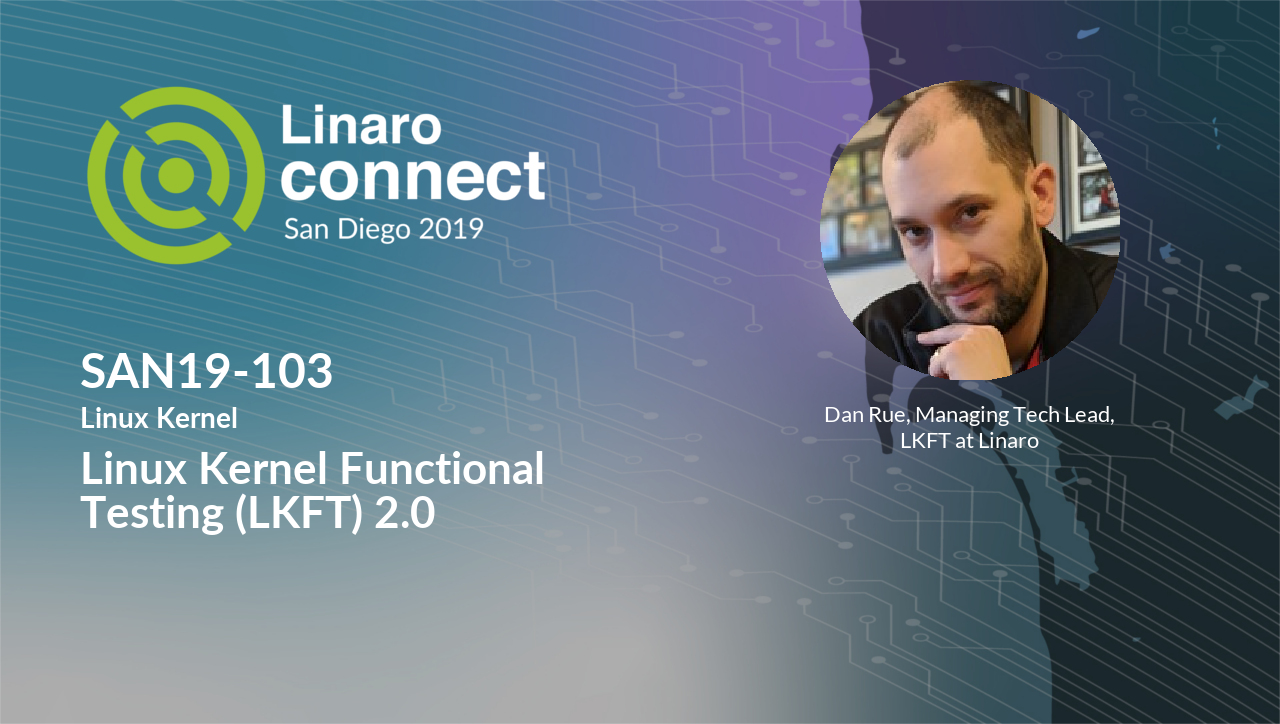 Linaro
connect
San Diego 2019
SAN19-103
Linux Kernel
Linux Kernel Functional
Testing (LKFT) 2.0
Dan Rue, Managing Tech Lead,
LKFT at Linaro